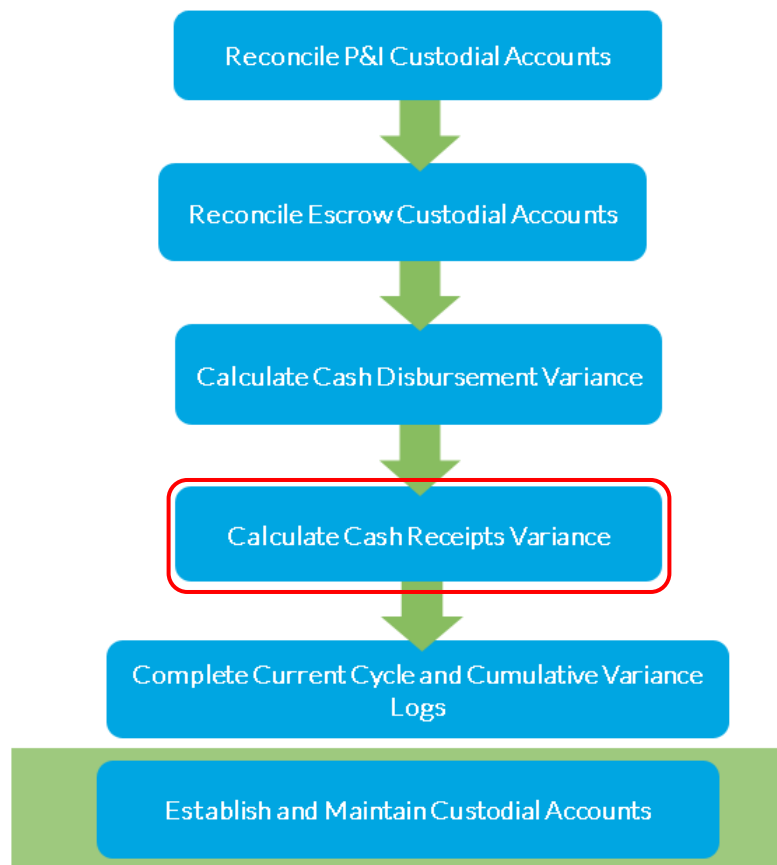 Reconcile P&I Custodial Accounts
Reconcile Escrow Custodial Accounts
Calculate Cash Disbursement Variance
Calculate Cash Receipts Variance
Complete Current Cycle and Cumulative Variance
Logs
Establish and Maintain Custodial Accounts